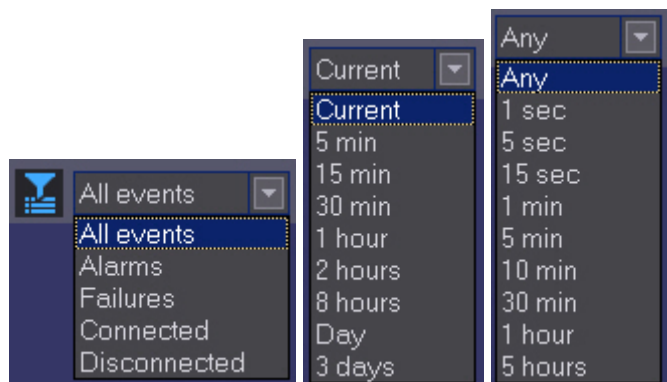 All events
All events
Alarms
Failures
Connected
Disconnected
Current
Current
5 min
15 min
30 min
1 hour
2 hours
8 hours
Day
3 days
Any
Any
1 sec
5 sec
15 sec
1 min
5 min
10 min
30 min
1 hour
5 hours